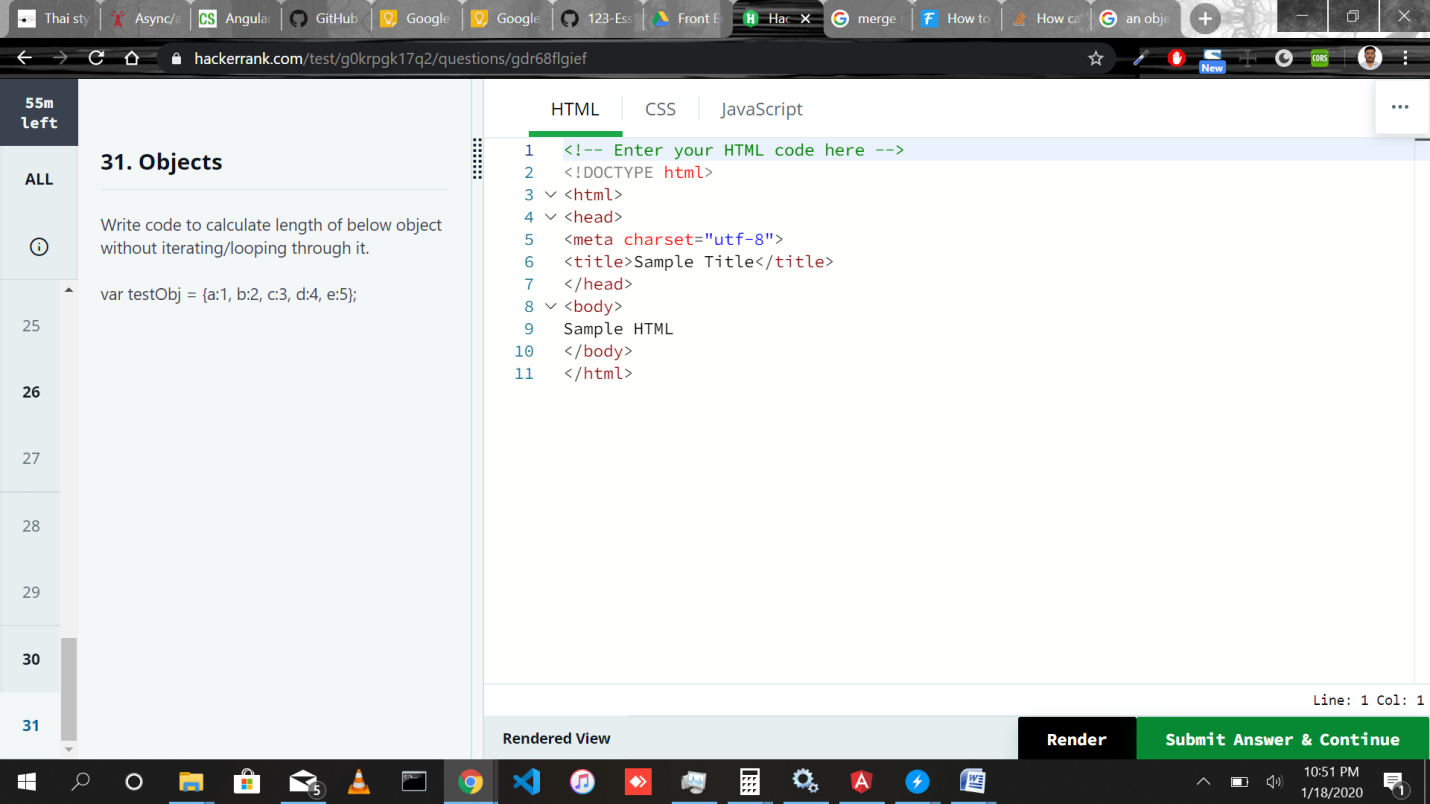 Thai sty
Async/a
Angular
GitHub
Google
Google
123-Ess
Front E
Hac
merge
How to
How ca
an obje
hackerrank.com/test/g0krpgk17q2/questions/gdr68flgief
New
CORS
55m
left
ALL
25
26
27
28
29
30
31
31. Objects
Write code to calculate length of below object
without iterating/looping through it.
var testObj = {a:1, b:2, c:3, d:4, e:5};
HTML
CSS
JavaScript
1 <!-- Enter your HTML code here -->
2 <!DOCTYPE html>
3 <html>
4 <head>
5 <meta charset="utf-8">
6 <title>Sample Title</title>
7 </head>
8 <body>
9 Sample HTML
10 </body>
11 </html>
Line: 1 Col: 1
Rendered View
Render
Submit Answer & Continue
5
10:51 PM
1/18/2020
1